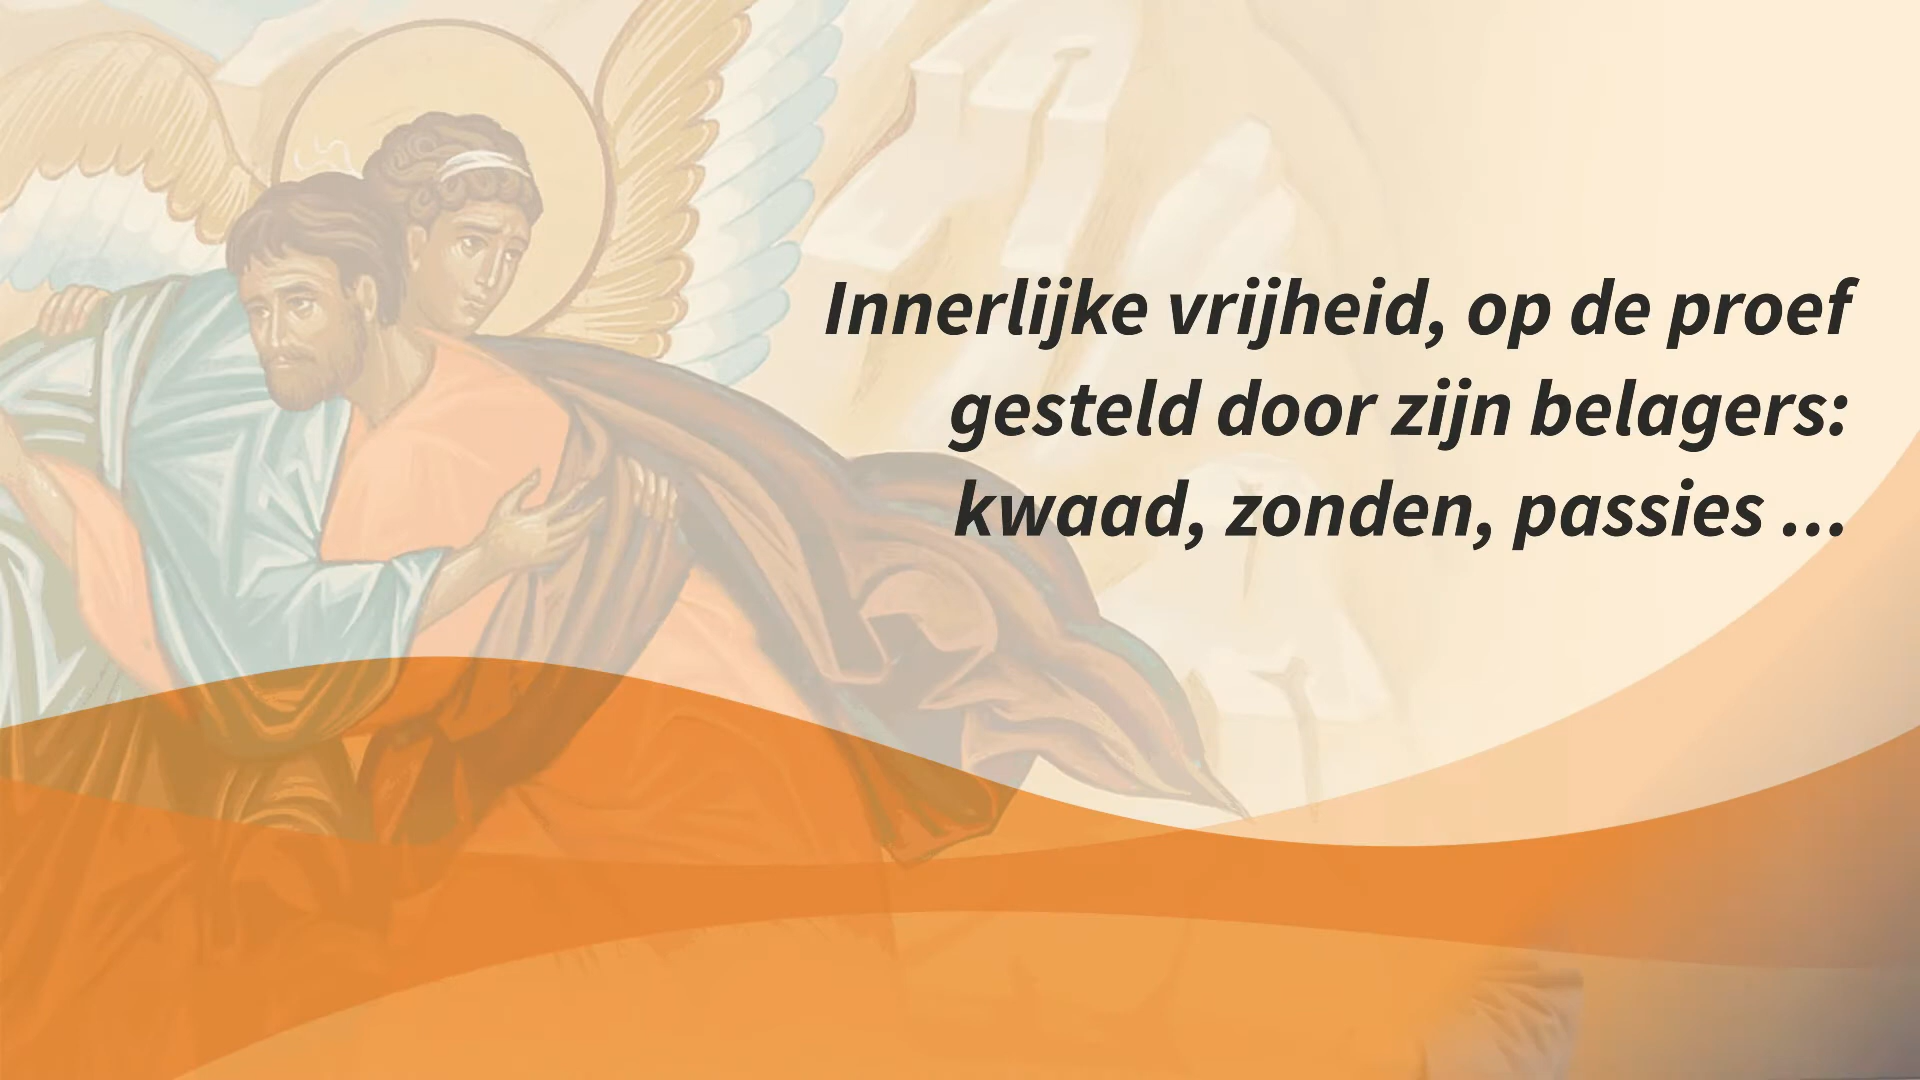 Innerlijke vrijheid, op de proef
gesteld door zijn belagers:
kwaad, zonden, passies ...